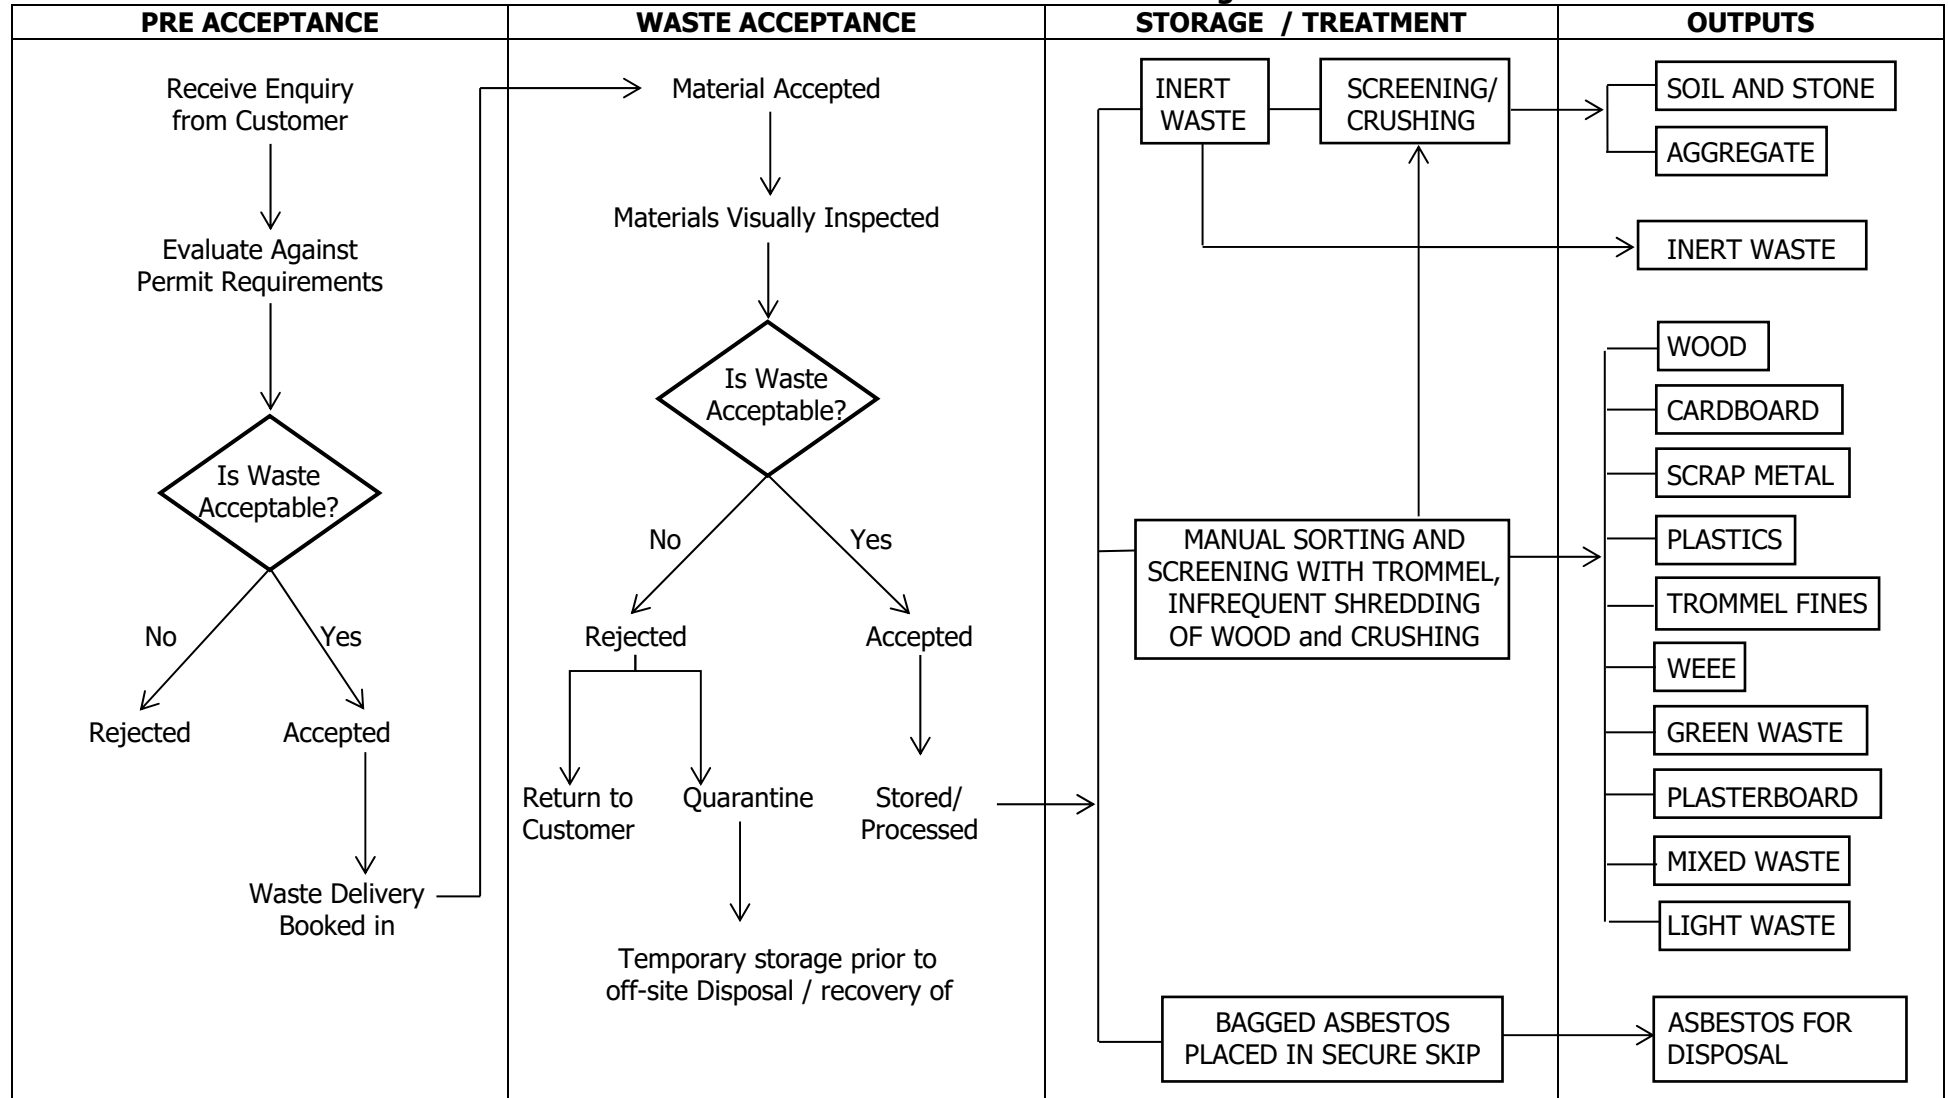 PRE ACCEPTANCE
WASTE ACCEPTANCE
STORAGE / TREATMENT
OUTPUTS
Receive Enquiry
from Customer
Evaluate Against
Permit Requirements
Is Waste
Acceptable?
No
Yes
Rejected
Accepted
Waste Delivery
Booked in
Material Accepted
Materials Visually Inspected
Is Waste
Acceptable?
No
Yes
Rejected
Accepted
Return to
Customer
Quarantine
Stored/
Processed
Temporary storage prior to
off-site Disposal / recovery of
INERT
WASTE
SCREENING/
CRUSHING
MANUAL SORTING AND
SCREENING WITH TROMMEL,
INFREQUENT SHREDDING
OF WOOD and CRUSHING
BAGGED ASBESTOS
PLACED IN SECURE SKIP
SOIL AND STONE
AGGREGATE
INERT WASTE
WOOD
CARDBOARD
SCRAP METAL
PLASTICS
TROMMEL FINES
WEEE
GREEN WASTE
PLASTERBOARD
MIXED WASTE
LIGHT WASTE
ASBESTOS FOR
DISPOSAL